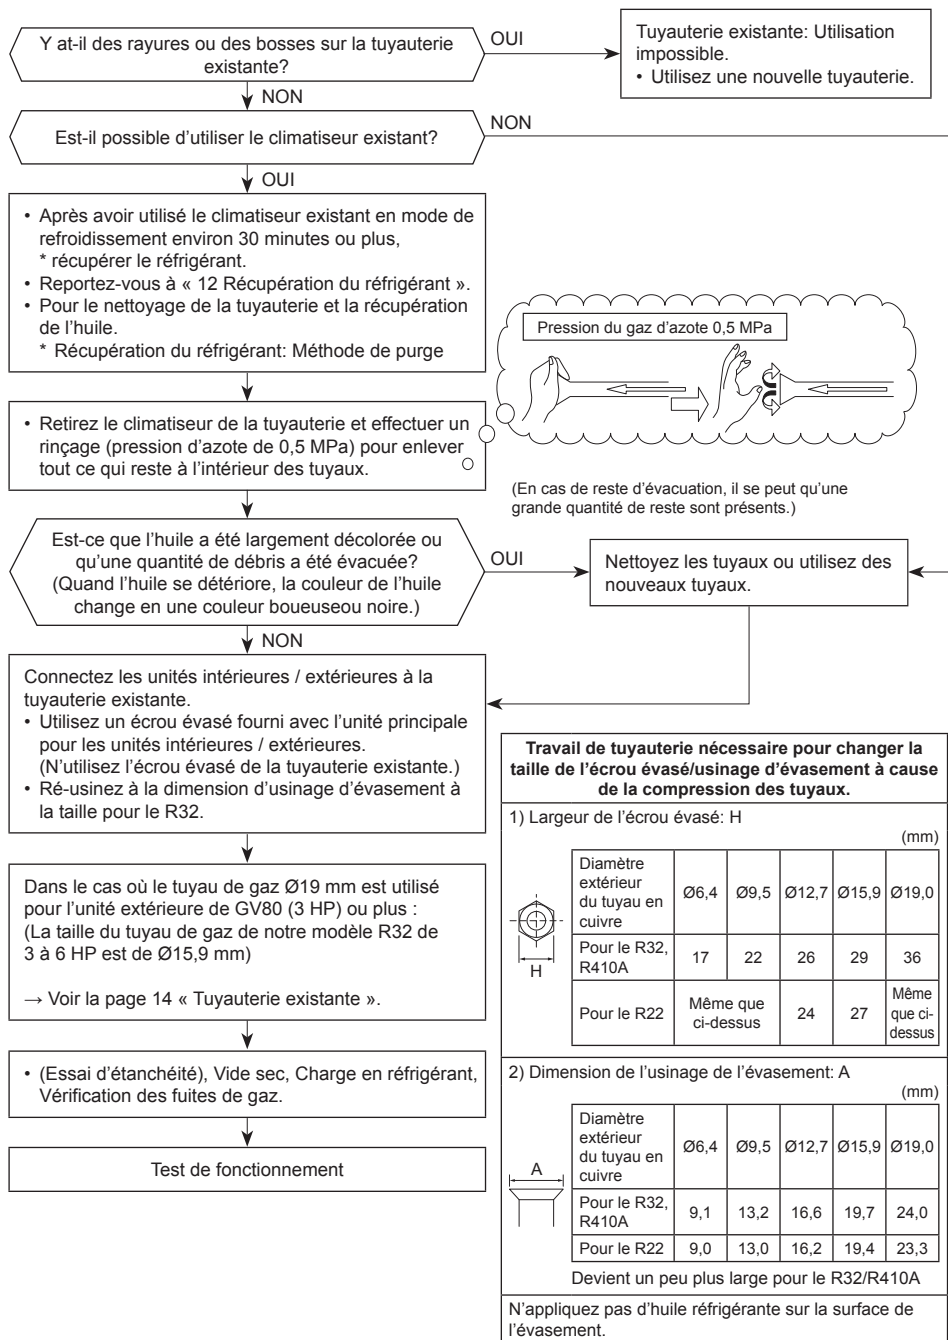 Y at-il des rayures ou des bosses sur la tuyauterie
existante?
OUI
Tuyauterie existante: Utilisation
impossible.
• Utilisez une nouvelle tuyauterie.
NON
Est-il possible d'utiliser le climatiseur existant?
NON
OUI
• Après avoir utilisé le climatiseur existant en mode de
refroidissement environ 30 minutes ou plus,
* récupérer le réfrigérant.
• Reportez-vous à « 12 Récupération du réfrigérant ».
• Pour le nettoyage de la tuyauterie et la récupération
de l'huile.
* Récupération du réfrigérant: Méthode de purge
Pression du gaz d'azote 0,5 MPa
• Retirez le climatiseur de la tuyauterie et effectuer un
rinçage (pression d'azote de 0,5 MPa) pour enlever
tout ce qui reste à l'intérieur des tuyaux.
(En cas de reste d'évacuation, il se peut qu'une
grande quantité de reste sont présents.)
Est-ce que l'huile a été largement décolorée ou
qu'une quantité de débris a été évacuée?
(Quand l'huile se détériore, la couleur de l'huile
change en une couleur boueuseou noire.)
OUI
Nettoyez les tuyaux ou utilisez des
nouveaux tuyaux.
NON
Connectez les unités intérieures / extérieures à la
tuyauterie existante.
• Utilisez un écrou évasé fourni avec l'unité principale
pour les unités intérieures / extérieures.
(N'utilisez l'écrou évasé de la tuyauterie existante.)
• Ré-usinez à la dimension d'usinage d'évasement à
la taille pour le R32.
Dans le cas où le tuyau de gaz Ø19 mm est utilisé
pour l'unité extérieure de GV80 (3 HP) ou plus :
(La taille du tuyau de gaz de notre modèle R32 de
3 à 6 HP est de Ø15,9 mm)
→ Voir la page 14 « Tuyauterie existante ».
• (Essai d'étanchéité), Vide sec, Charge en réfrigérant,
Vérification des fuites de gaz.
Test de fonctionnement
Travail de tuyauterie nécessaire pour changer la
taille de l'écrou évasé/usinage d'évasement à cause
de la compression des tuyaux.
1) Largeur de l'écrou évasé: H
(mm)
H
Diamètre
extérieur
du tuyau en
cuivre
Ø6,4 Ø9,5 Ø12,7 Ø15,9 Ø19,0
Pour le R32,
R410A
17 22 26 29 36
Pour le R22
Même que
ci-dessus
24 27
Même
que ci-
dessus
2) Dimension de l'usinage de l'évasement: A
(mm)
A
Diamètre
extérieur
du tuyau en
cuivre
Ø6,4 Ø9,5 Ø12,7 Ø15,9 Ø19,0
Pour le R32,
R410A
9,1 13,2 16,6 19,7 24,0
Pour le R22 9,0 13,0 16,2 19,4 23,3
Devient un peu plus large pour le R32/R410A
N'appliquez pas d'huile réfrigérante sur la surface de
l'évasement.